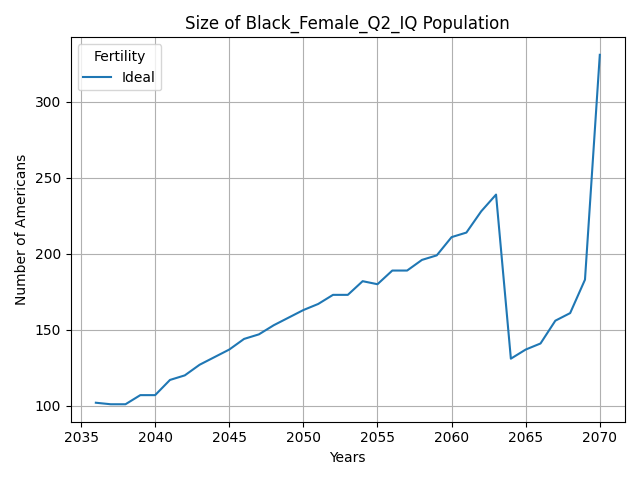 Size of Black_Female_Q2_IQ Population
Fertility
Ideal
Number of Americans
300
250
200
150
100
2035 2040 2045 2050 2055 2060 2065 2070
Years